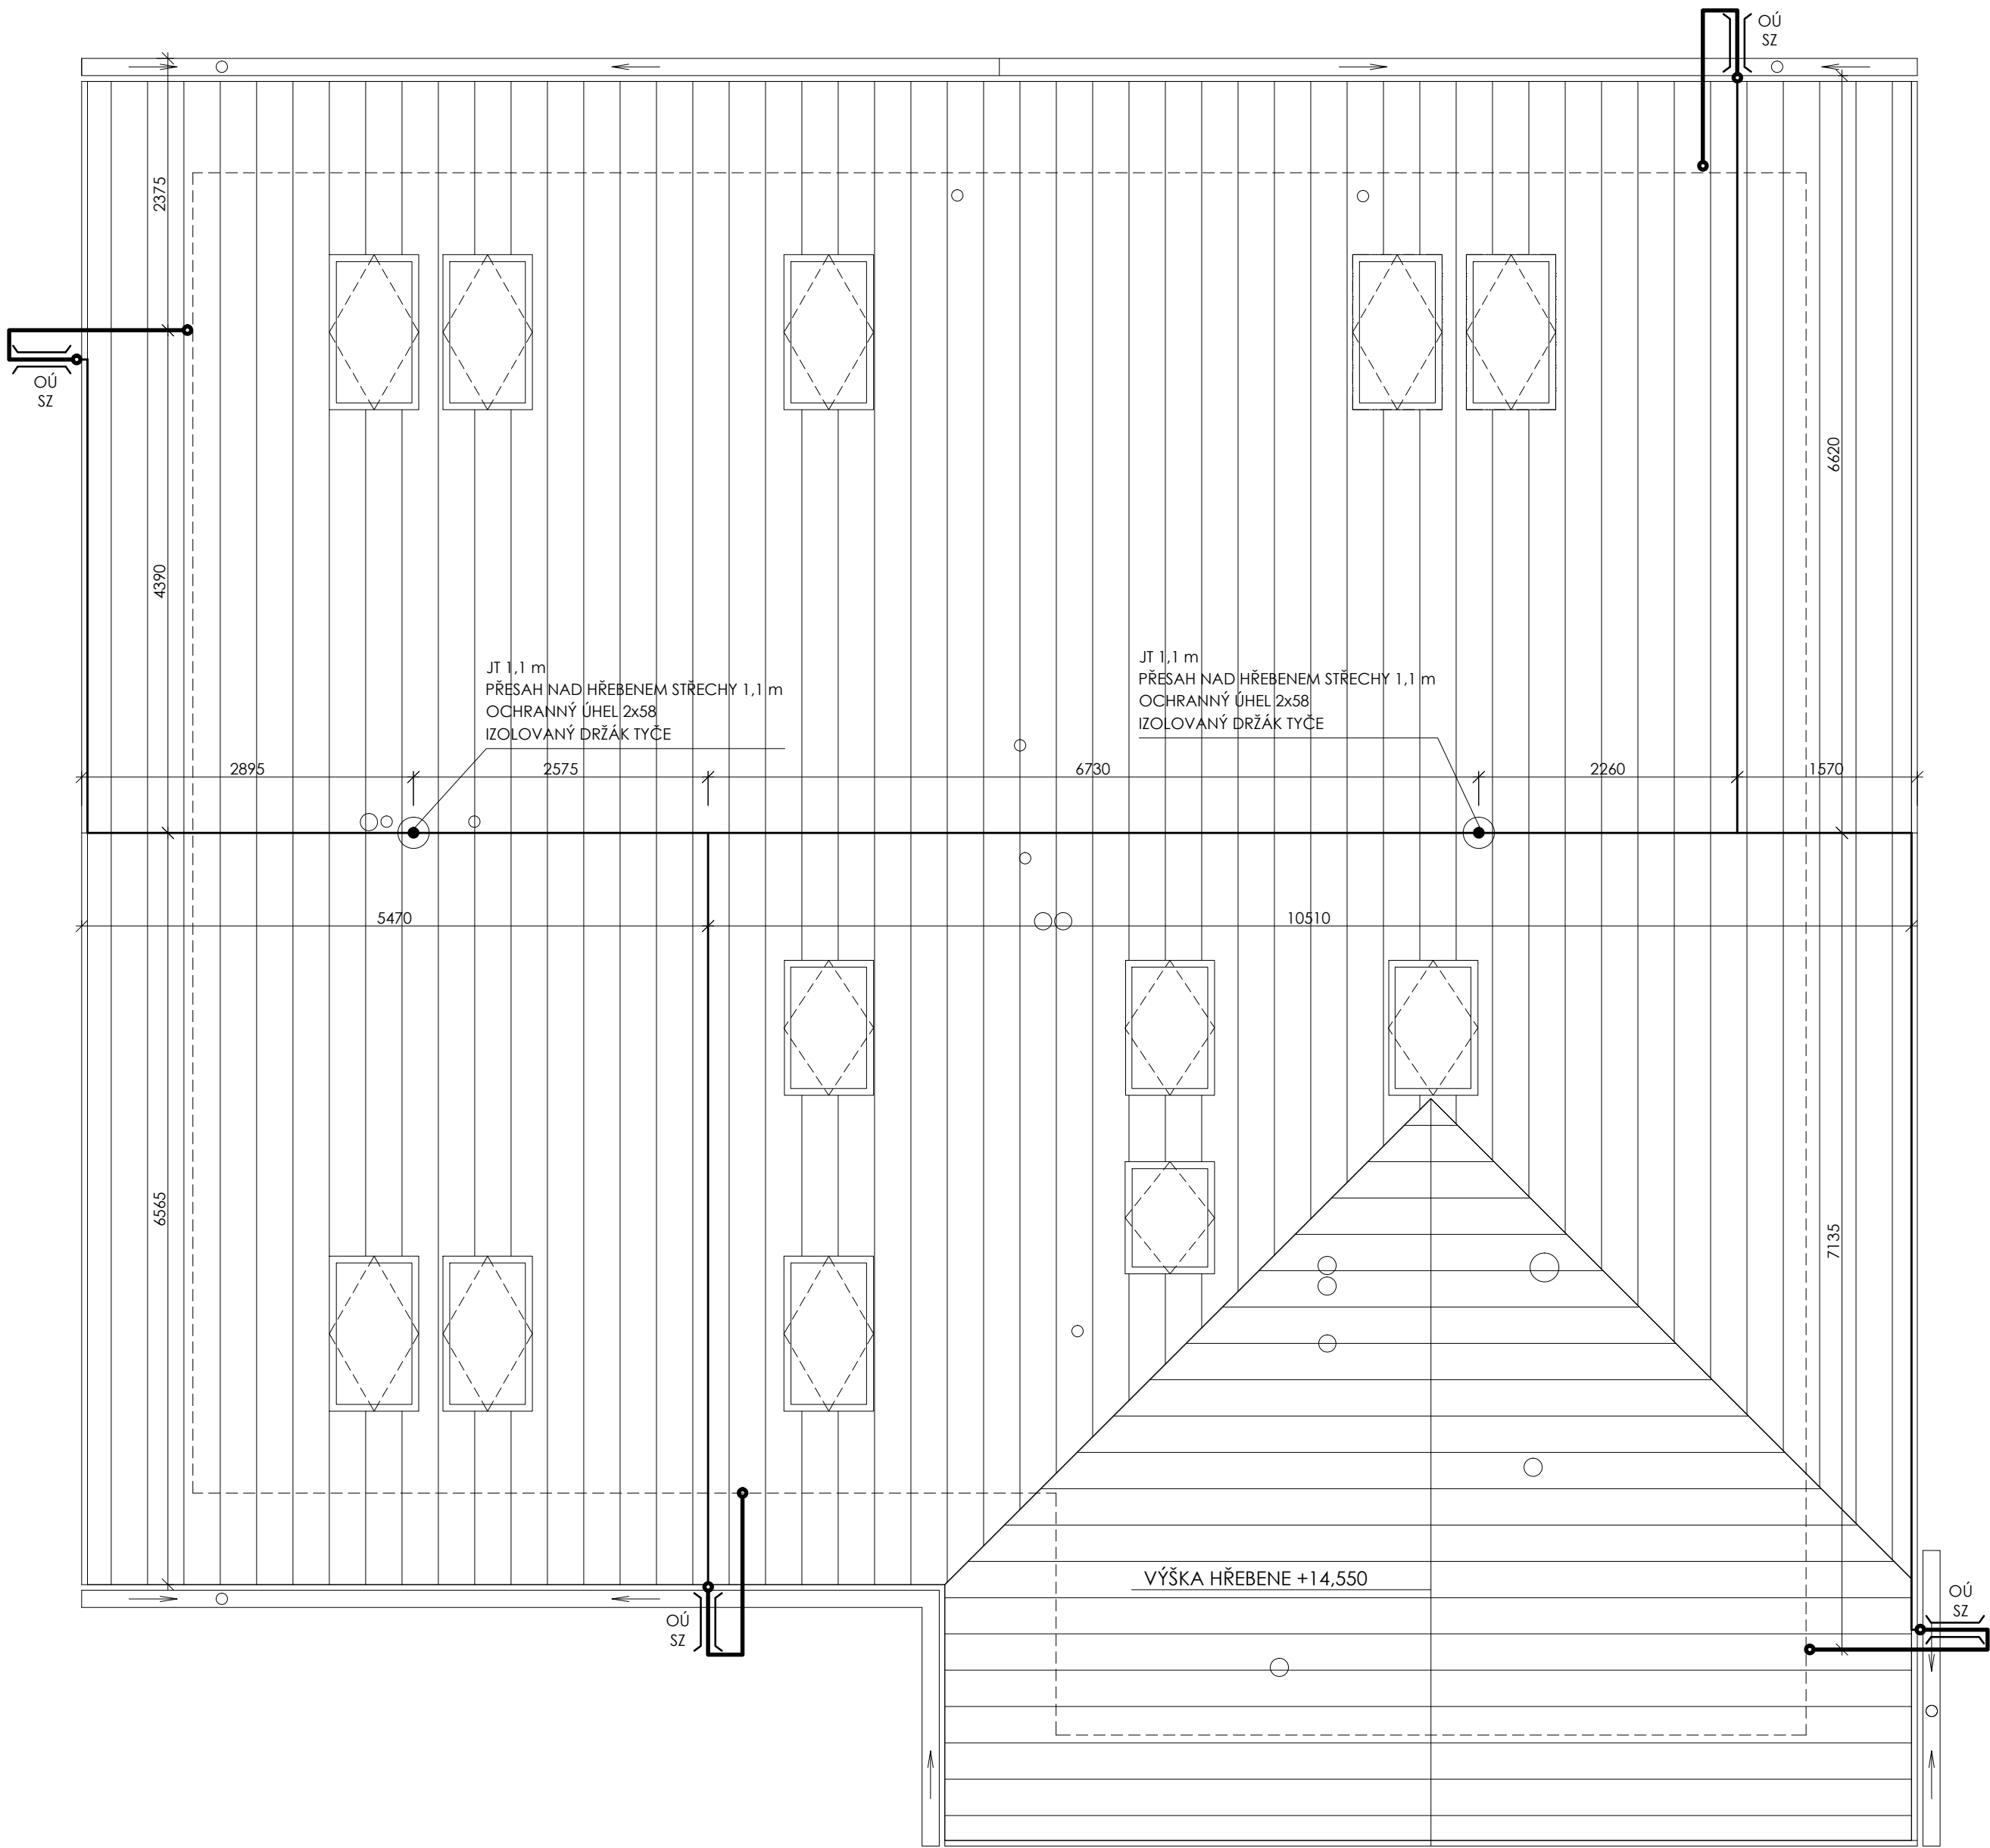 OÚ
SZ
2375
OÚ
SZ
6620
4390
JT 1,1 m
PŘESAH NAD HŘEBENEM STŘECHY 1,1 m
OCHRANNÝ ÚHEL 2x58
IZOLOVANÝ DRŽÁK TYČE
JT 1,1 m
PŘESAH NAD HŘEBENEM STŘECHY 1,1 m
OCHRANNÝ ÚHEL 2x58
IZOLOVANÝ DRŽÁK TYČE
2895
2575
6730
2260
1570
5470
10510
6565
7135
VÝŠKA HŘEBENE +14,550
OÚ
SZ
OÚ
SZ